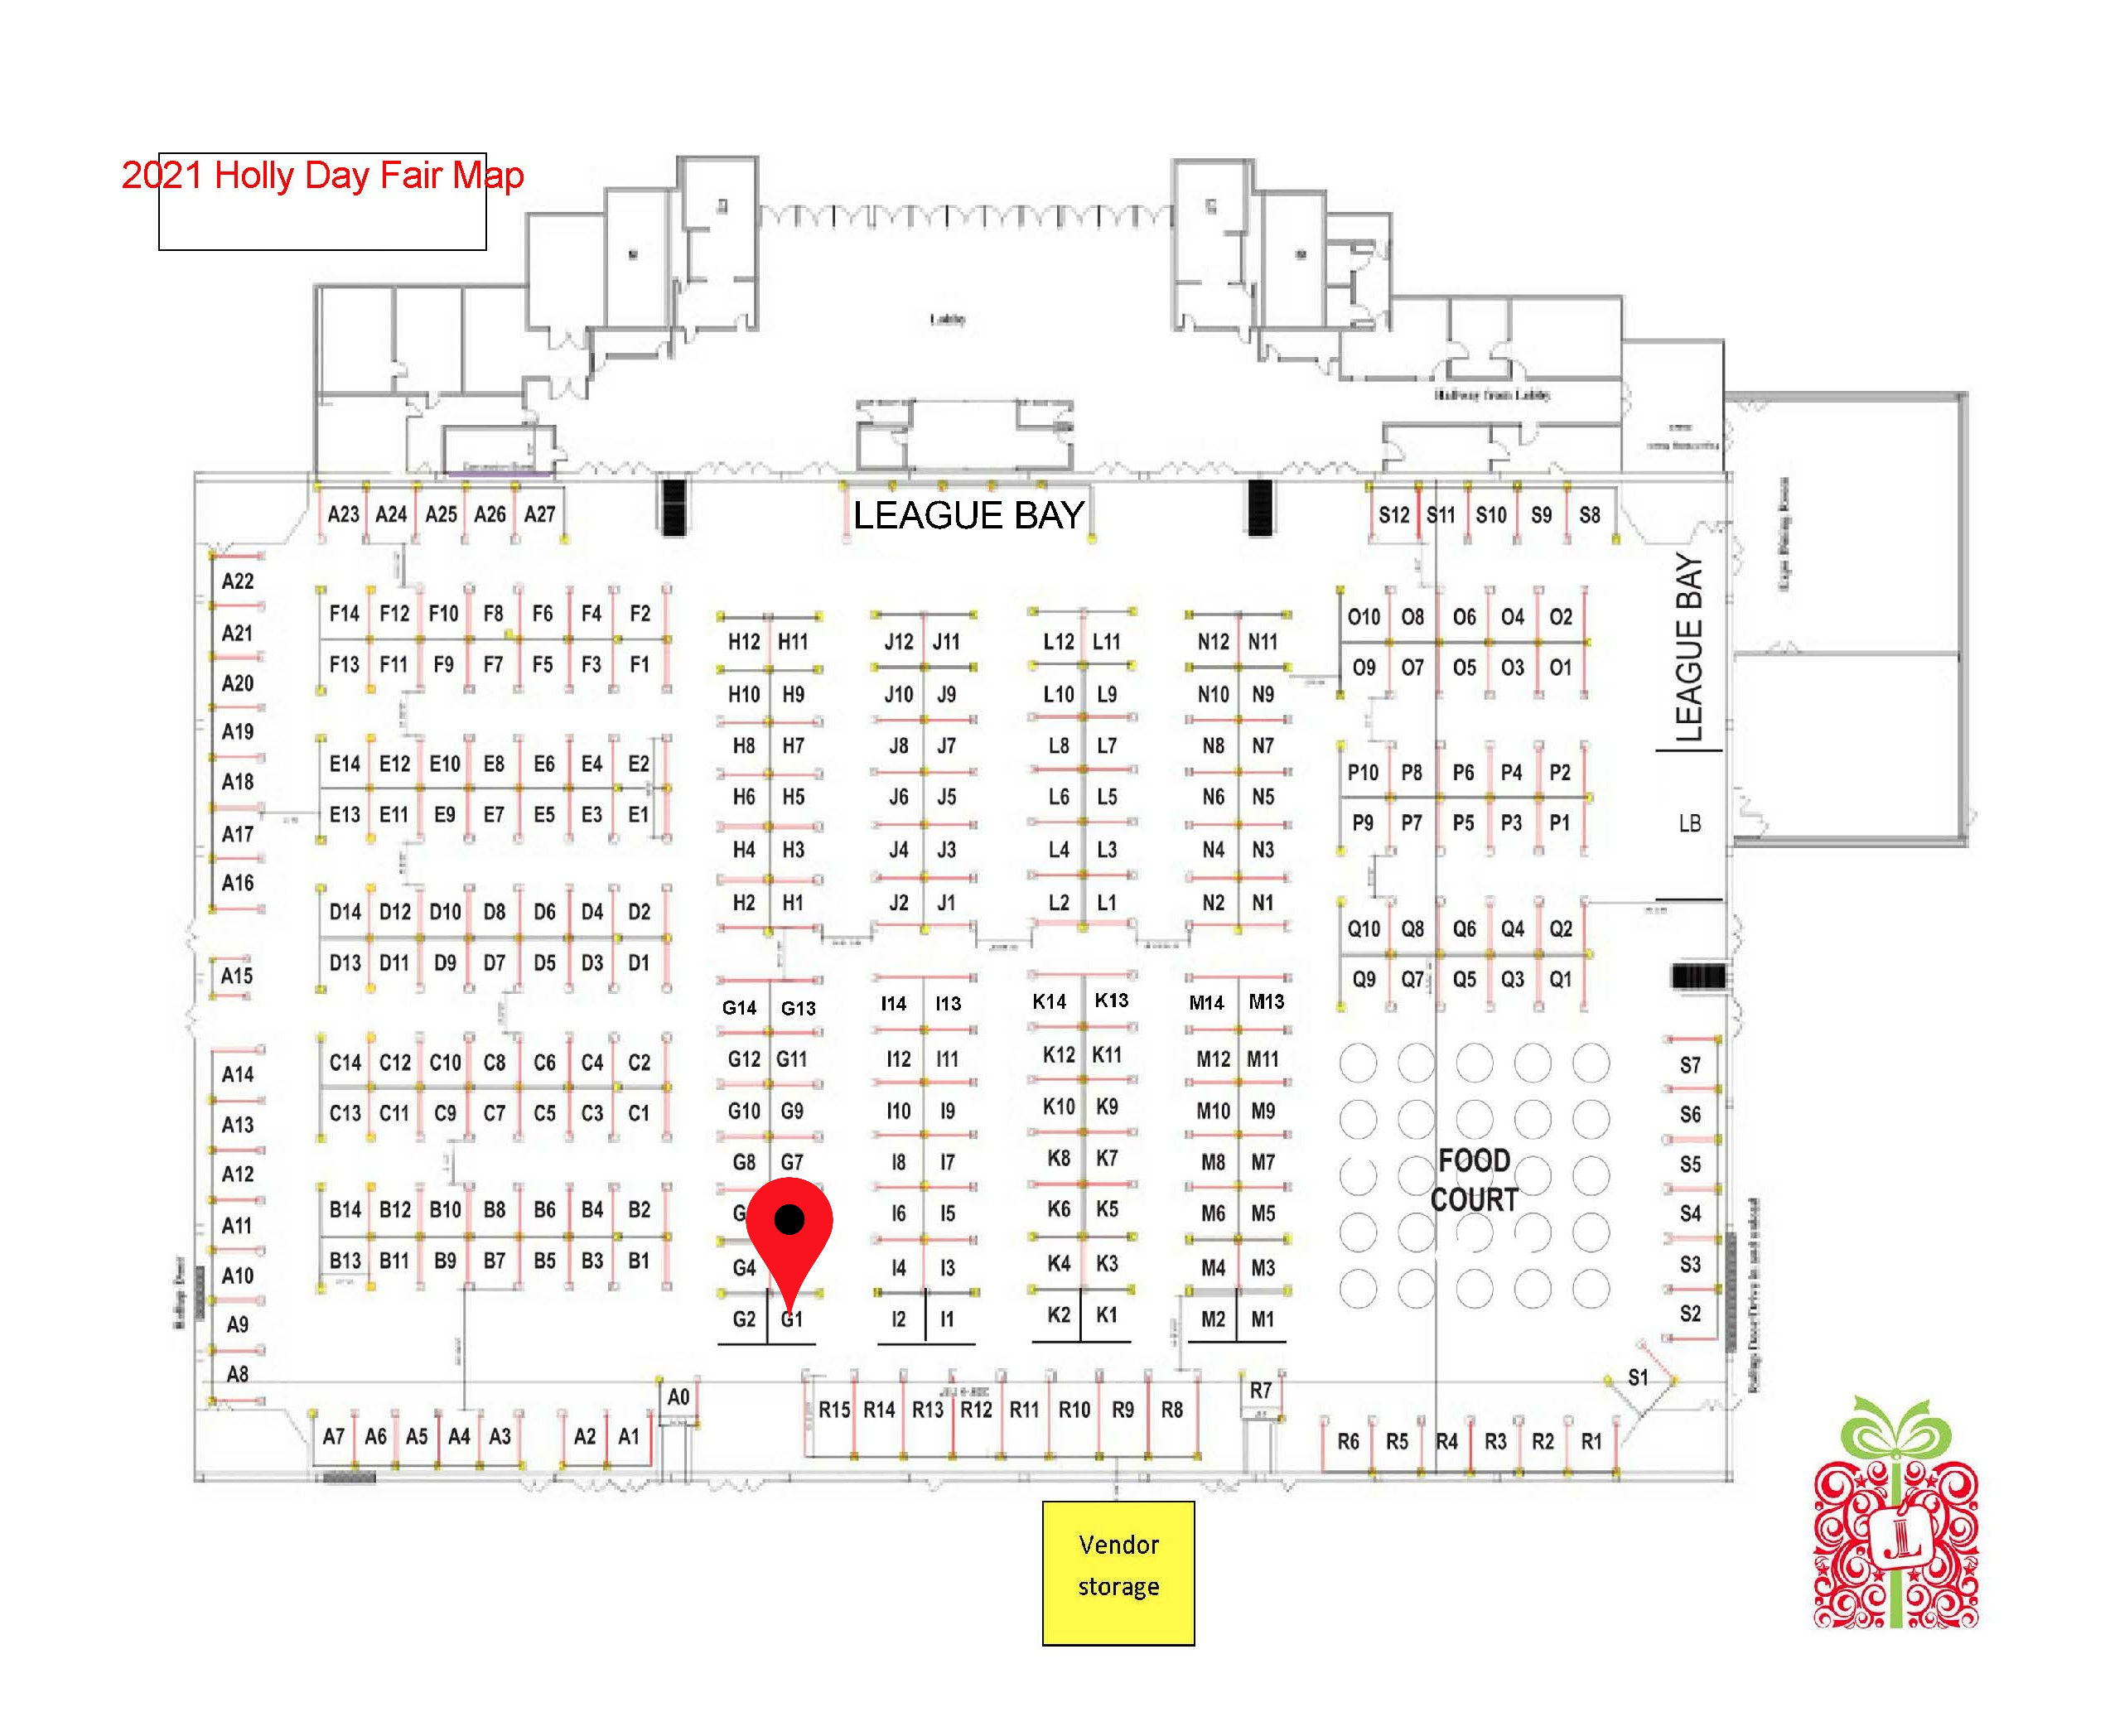 2021 Holly Day Fair Map
Lobby
Hallway from Lobby
LEAGUE BAY
A23 A24 A25 A26 A27
S12 S11 S10 S9 S8
LEAGUE BAY
LB
A22
A21
A20
A19
A18
A17
A16
A15
A14
A13
A12
A11
A10
A9
A8
F14 F12 F10 F8 F6 F4 F2
F13 F11 F9 F7 F5 F3 F1
E14 E12 E10 E8 E6 E4 E2
E13 E11 E9 E7 E5 E3 E1
D14 D12 D10 D8 D6 D4 D2
D13 D11 D9 D7 D5 D3 D1
C14 C12 C10 C8 C6 C4 C2
C13 C11 C9 C7 C5 C3 C1
B14 B12 B10 B8 B6 B4 B2
B13 B11 B9 B7 B5 B3 B1
H12 H11
H10 H9
H8 H7
H6 H5
H4 H3
H2 H1
G14 G13
G12 G11
G10 G9
G8 G7
G
G4
G2 G1
J12 J11
J10 J9
J8 J7
J6 J5
J4 J3
J2 J1
I14 I13
I12 I11
I10 I9
I8 I7
I6 I5
I4 I3
I2 I1
L12 L11
L10 L9
L8 L7
L6 L5
L4 L3
L2 L1
K14 K13
K12 K11
K10 K9
K8 K7
K6 K5
K4 K3
K2 K1
N12 N11
N10 N9
N8 N7
N6 N5
N4 N3
N2 N1
M14 M13
M12 M11
M10 M9
M8 M7
M6 M5
M4 M3
M2 M1
O10 O8 O6 O4 O2
O9 O7 O5 O3 O1
P10 P8 P6 P4 P2
P9 P7 P5 P3 P1
Q10 Q8 Q6 Q4 Q2
Q9 Q7 Q5 Q3 Q1
FOOD
COURT
S7
S6
S5
S4
S3
S2
S1
A7 A6 A5 A4 A3 A2 A1
A0
R15 R14 R13 R12 R11 R10 R9 R8
R7
R6 R5 R4 R3 R2 R1
Vendor
storage
JL